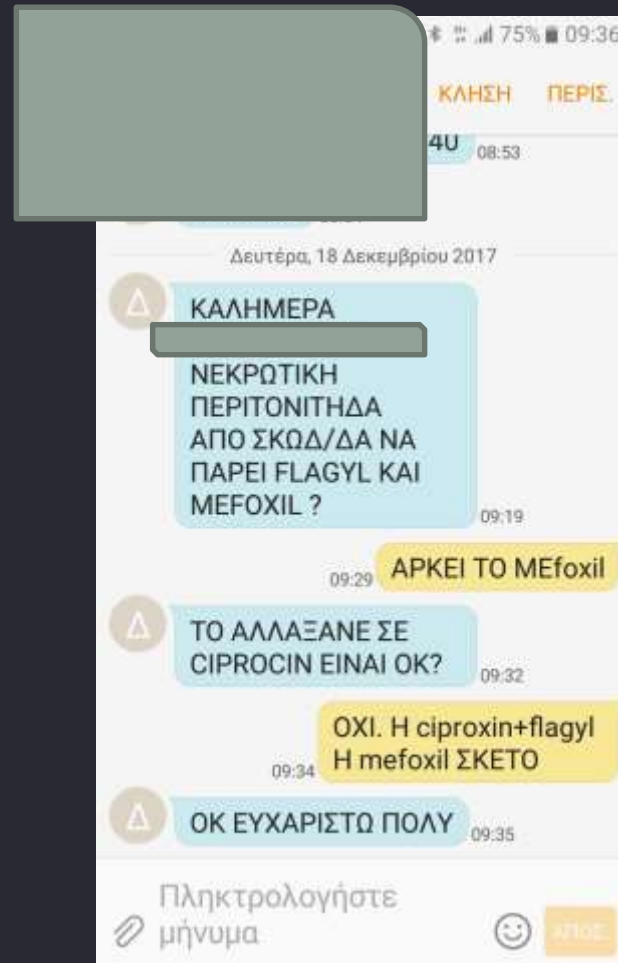 75% 09:36
ΚΛΗΣΗ ΠΕΡΙΣ.
40 08:53
Δευτέρα, 18 Δεκεμβρίου 2017
Δ
ΚΑΛΗΜΕΡΑ
ΝΕΚΡΩΤΙΚΗ
ΠΕΡΙΤΟΝΙΤΗΔΑ
ΑΠΟ ΣΚΩΔ/ΔΑ ΝΑ
ΠΑΡΕΙ FLAGYL ΚΑΙ
MEFOXIL ?
09:19
ΑΡΚΕΙ ΤΟ MEfoxil
09:29
Δ
ΤΟ ΑΛΛΑΞΑΝΕ ΣΕ
CIPROCIN ΕΙΝΑΙ ΟΚ?
09:32
ΟΧΙ. Η ciproxin+flagyl
Η mefoxil ΣΚΕΤΟ
09:34
Δ
ΟΚ ΕΥΧΑΡΙΣΤΩ ΠΟΛΥ
09:35
Πληκτρολογήστε
μήνυμα
ΑΠΟΣ.